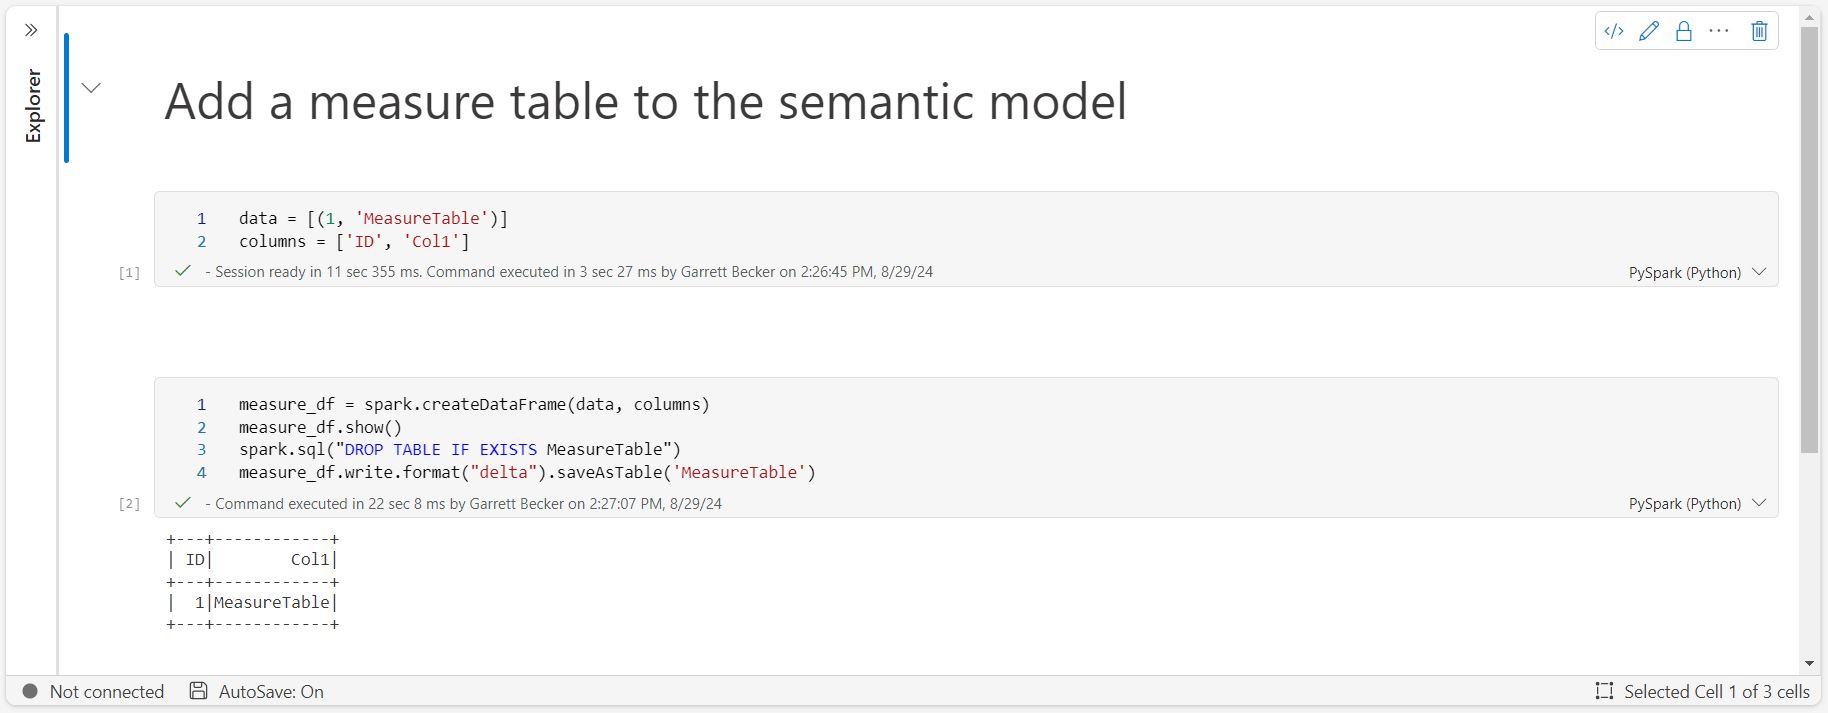 Explorer
Add a measure table to the semantic model
1 data = [(1, 'MeasureTable')]
2 columns = ['ID', 'Col1']
[1] - Session ready in 11 sec 355 ms. Command executed in 3 sec 27 ms by Garrett Becker on 2:26:45 PM, 8/29/24 PySpark (Python)
1 measure_df = spark.createDataFrame(data, columns)
2 measure_df.show()
3 spark.sql("DROP TABLE IF EXISTS MeasureTable")
4 measure_df.write.format("delta").saveAsTable('MeasureTable')
[2] - Command executed in 22 sec 8 ms by Garrett Becker on 2:27:07 PM, 8/29/24 PySpark (Python)
+---+------------+
| ID|        Col1|
+---+------------+
|  1|MeasureTable|
+---+------------+
Not connected AutoSave: On Selected Cell 1 of 3 cells